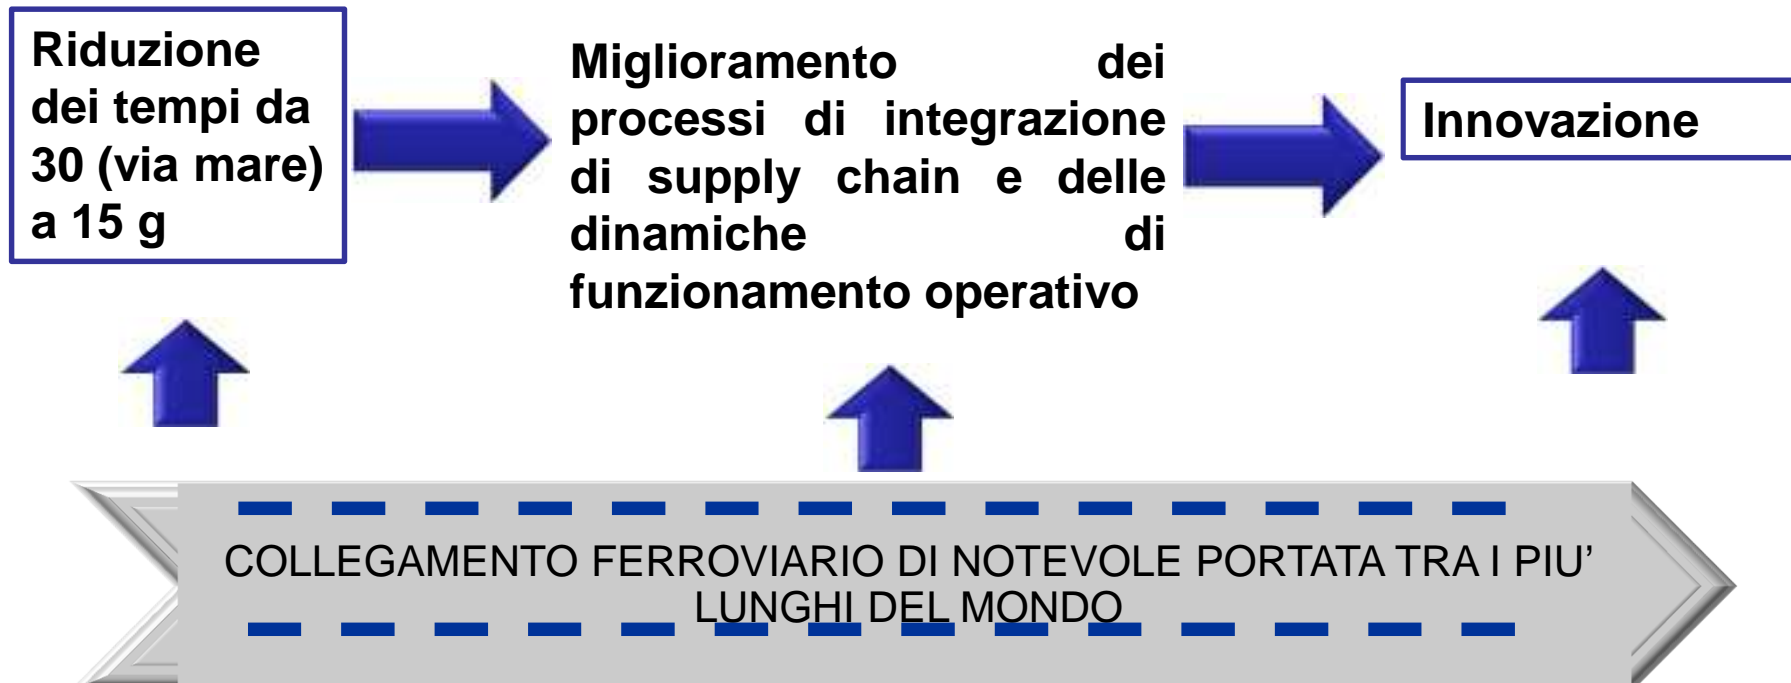 Riduzione
dei tempi da
30 (via mare)
a 15 g
Miglioramento dei
processi di integrazione
di supply chain e delle
dinamiche di
funzionamento operativo
Innovazione
COLLEGAMENTO FERROVIARIO DI NOTEVOLE PORTATA TRA I PIU’
LUNGHI DEL MONDO